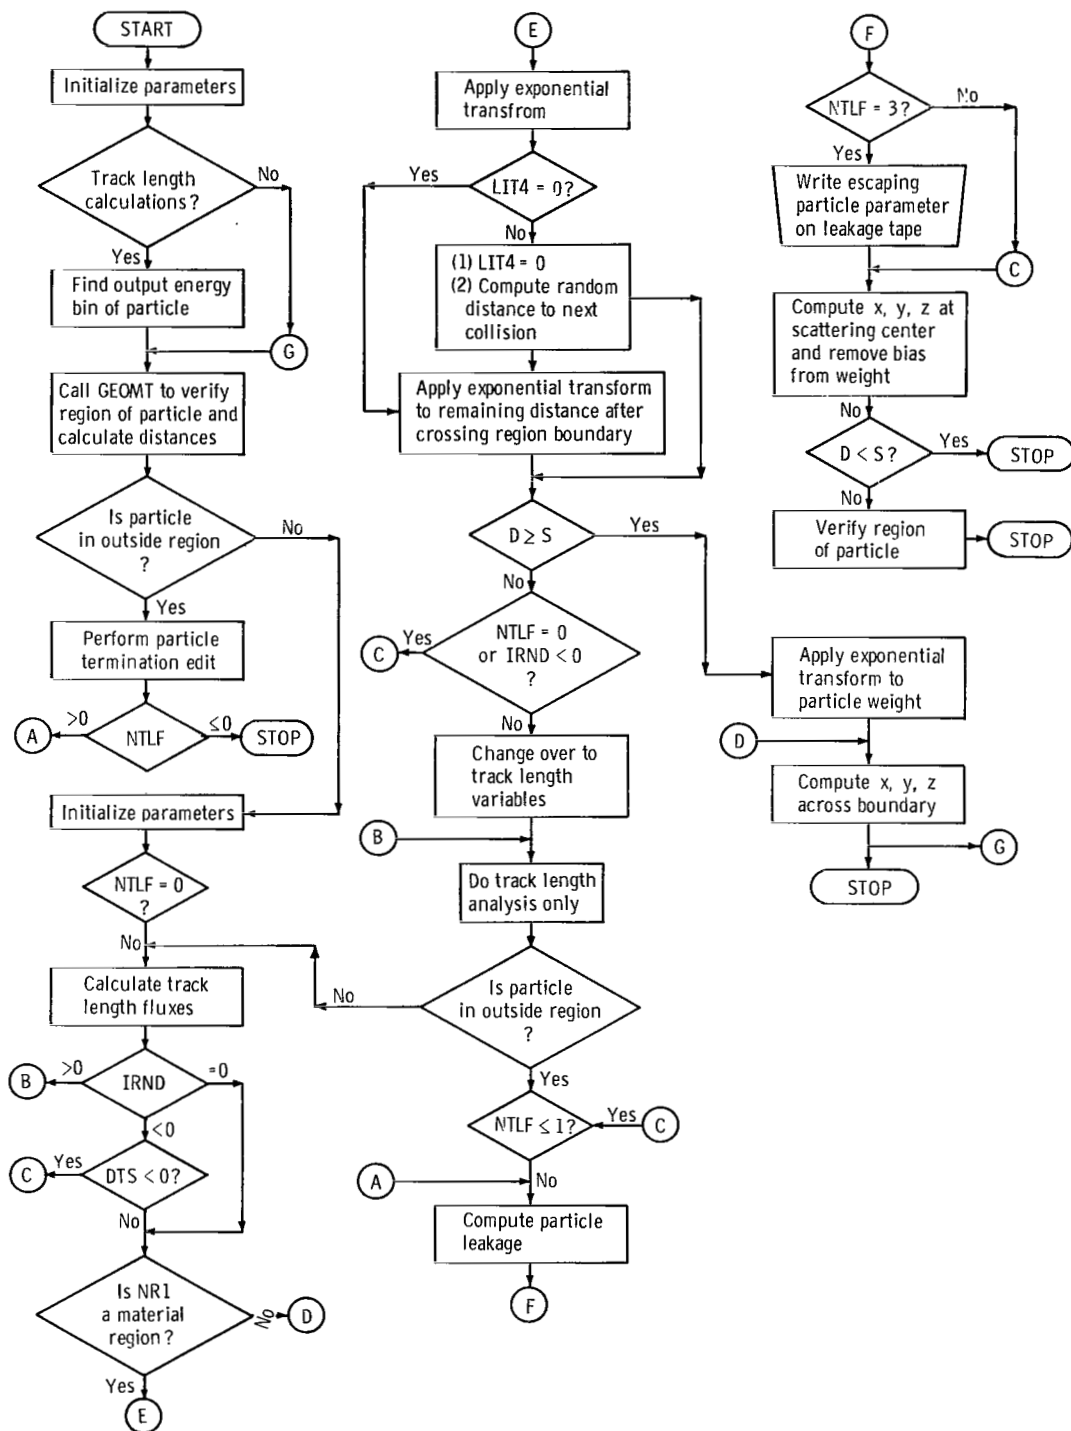 START
Initialize parameters
Track length
calculations?
No
Yes
Find output energy
bin of particle
G
Call GEOMT to verify
region of particle and
calculate distances
Is particle
in outside region
?
No
Yes
Perform particle
termination edit
A
>0
NTLF
≤0
STOP
Initialize parameters
NTLF = 0
?
No
Calculate track
length fluxes
B
>0
IRND
=0
<0
C
Yes
DTS < 0?
No
Is NR1
a material
region?
No
D
Yes
E
E
Apply exponential
transfrom
Yes
LIT4 = 0?
No
(1) LIT4 = 0
(2) Compute random
distance to next
collision
Apply exponential transform
to remaining distance after
crossing region boundary
D ≥ S
Yes
No
C
Yes
NTLF = 0
or IRND < 0
?
No
Change over to
track length
variables
B
Do track length
analysis only
No
Is particle
in outside region
?
Yes
NTLF ≤ 1?
Yes
C
A
No
Compute particle
leakage
F
F
NTLF = 3?
No
Yes
Write escaping
particle parameter
on leakage tape
C
Compute x, y, z at
scattering center
and remove bias
from weight
No
D < S?
Yes
STOP
No
Verify region
of particle
STOP
Apply exponential
transform to
particle weight
D
Compute x, y, z
across boundary
G
STOP